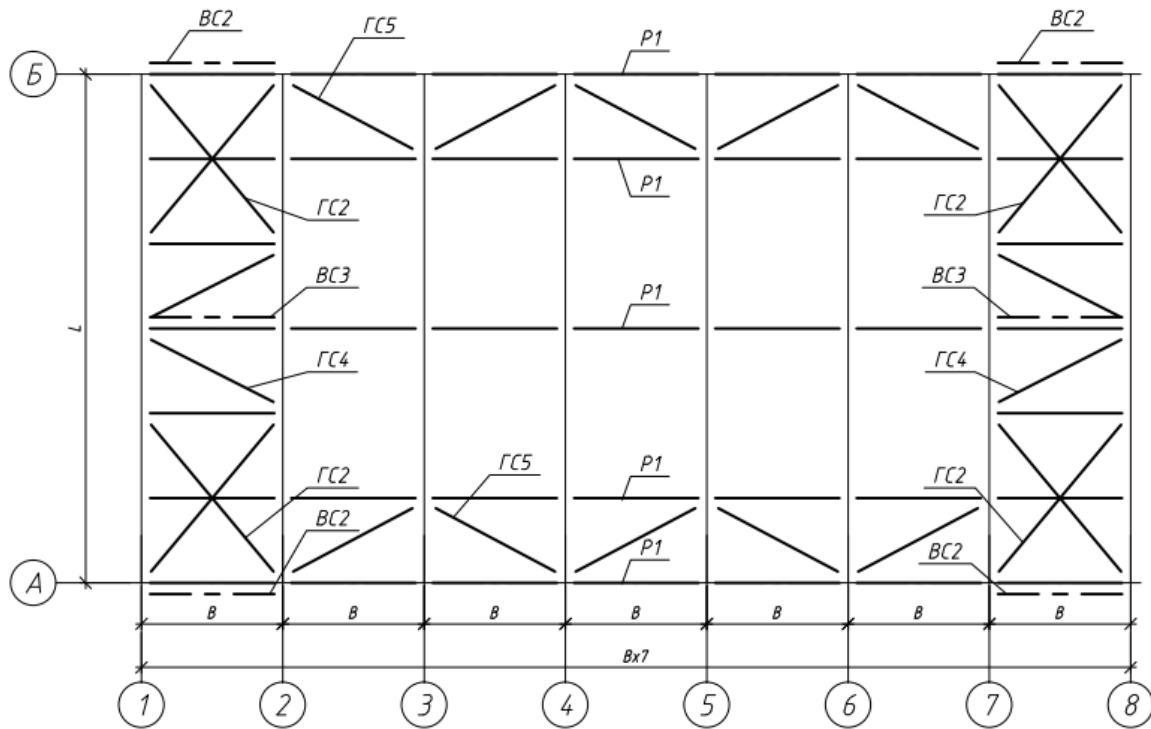 ВС2
ГС5
Р1
ВС2
Б
Р1
ГС2
ГС2
ВС3
Р1
ВС3
L
ГС4
ГС4
ГС2
ГС5
Р1
ГС2
ВС2
Р1
ВС2
А
В В В В В В В
Вх7
1 2 3 4 5 6 7 8